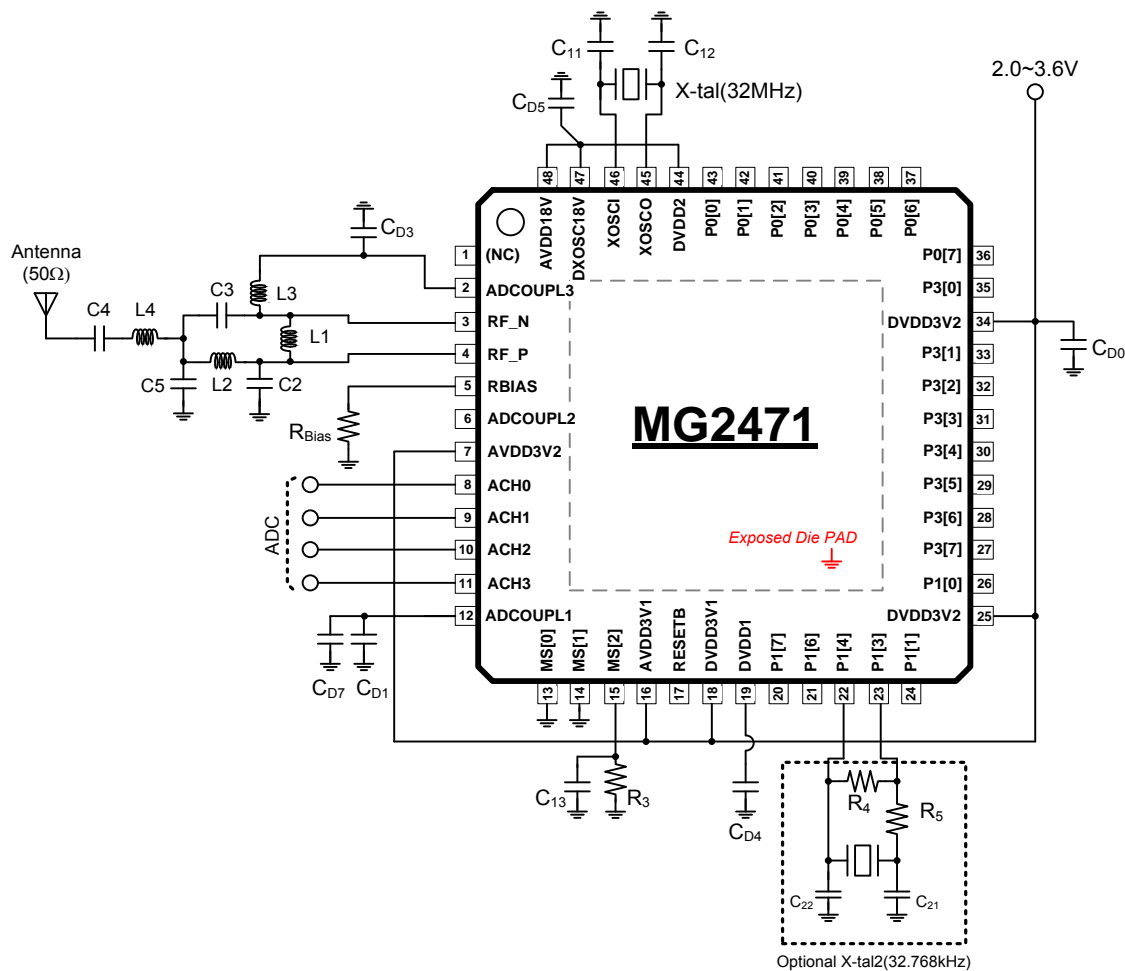 C11
C12
2.0~3.6V
X-tal(32MHz)
CD5
48
47
46
45
44
43
42
41
40
39
38
37
AVDD18V
DXOSC18V
XOSCI
XOSCO
DVDD2
P0[0]
P0[1]
P0[2]
P0[3]
P0[4]
P0[5]
P0[6]
CD3
Antenna
(50Ω)
C4
L4
C3
L3
L1
C5
L2
C2
RBias
1 (NC)
2 ADCOUPL3
3 RF_N
4 RF_P
5 RBIAS
6 ADCOUPL2
7 AVDD3V2
8 ACH0
9 ACH1
10 ACH2
11 ACH3
12 ADCOUPL1
ADC
CD7
CD1
MG2471
Exposed Die PAD
P0[7] 36
P3[0] 35
DVDD3V2 34
P3[1] 33
P3[2] 32
P3[3] 31
P3[4] 30
P3[5] 29
P3[6] 28
P3[7] 27
P1[0] 26
DVDD3V2 25
CD0
MS[0]
MS[1]
MS[2]
AVDD3V1
RESETB
DVDD3V1
DVDD1
P1[7]
P1[6]
P1[4]
P1[3]
P1[1]
13
14
15
16
17
18
19
20
21
22
23
24
C13
R3
CD4
R4
R5
C22
C21
Optional X-tal2(32.768kHz)